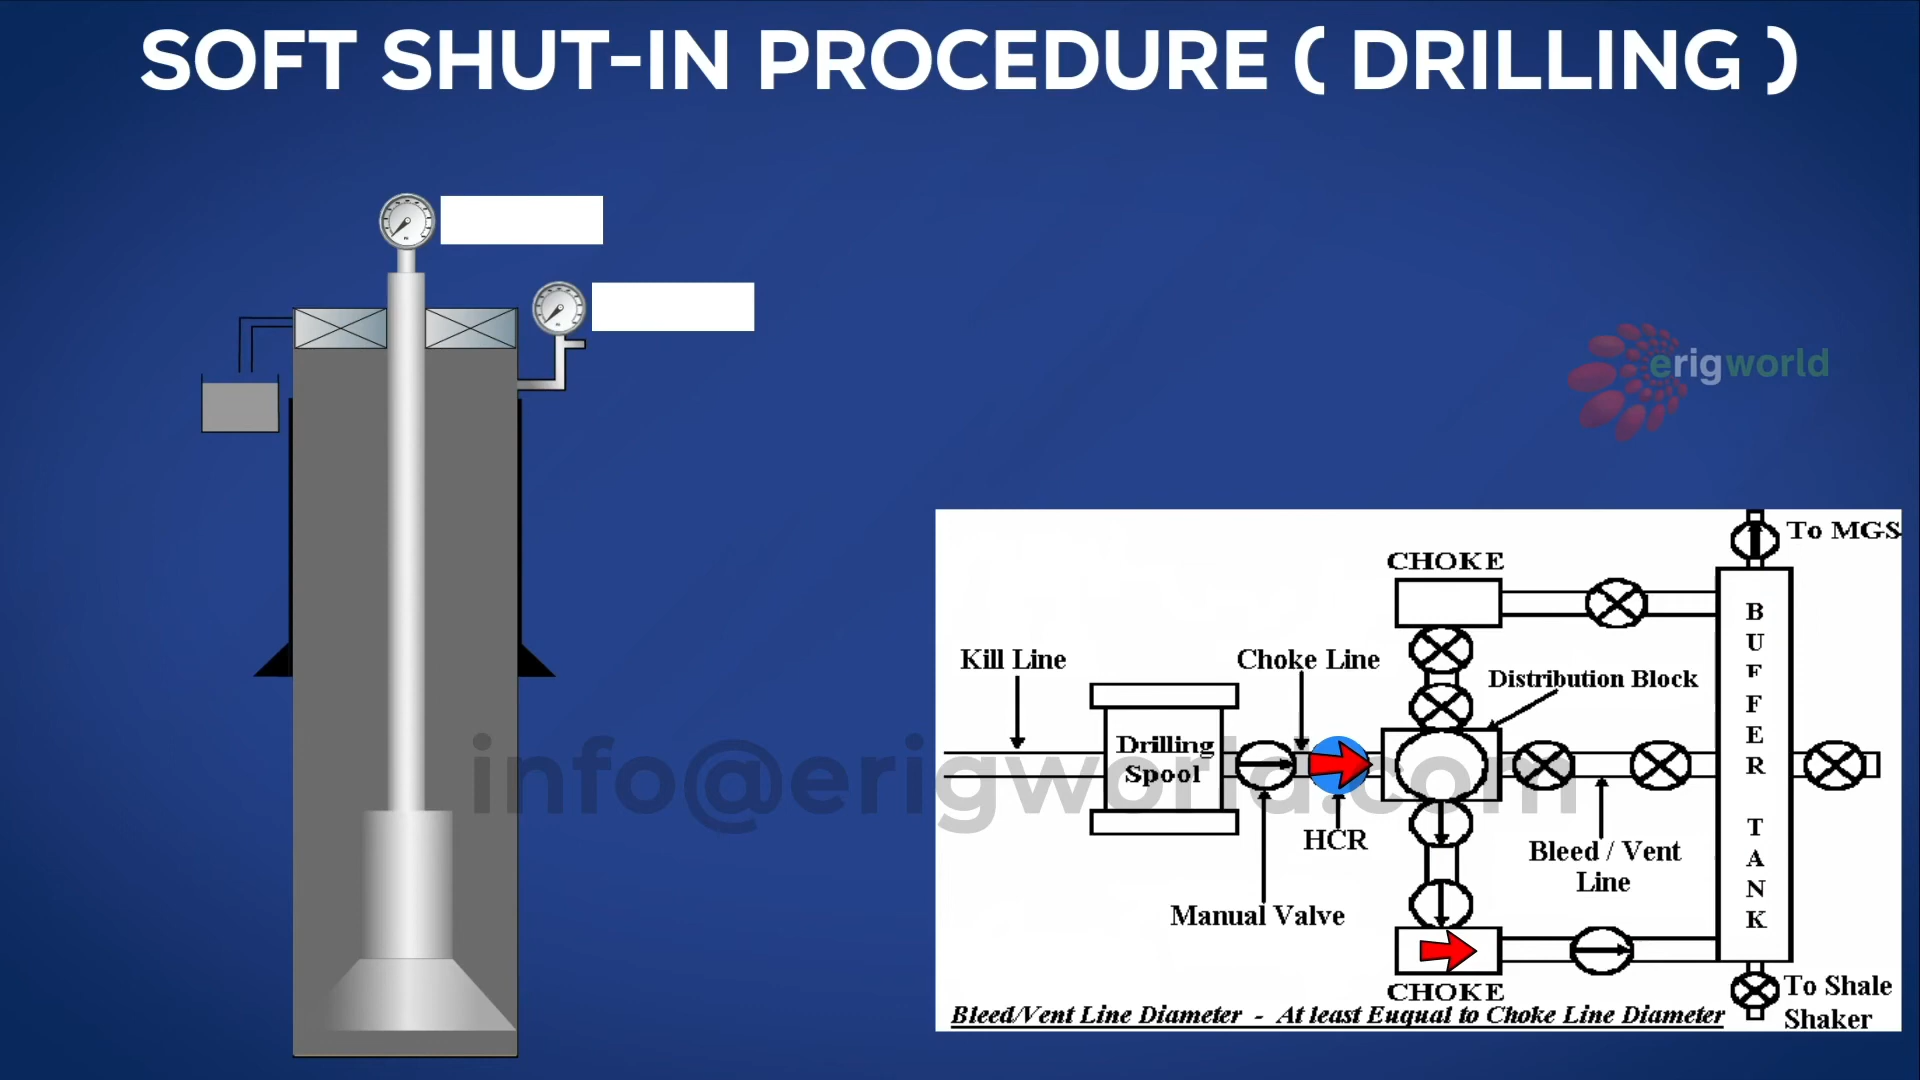 SOFT SHUT-IN PROCEDURE ( DRILLING )
erigworld
To MGS
CHOKE
Kill Line
Choke Line
Distribution Block
BUFFER TANK
Drilling
Spool
info@erigworld.com
HCR
Bleed / Vent
Line
Manual Valve
CHOKE
To Shale
Shaker
Bleed/Vent Line Diameter - At least Euqual to Choke Line Diameter